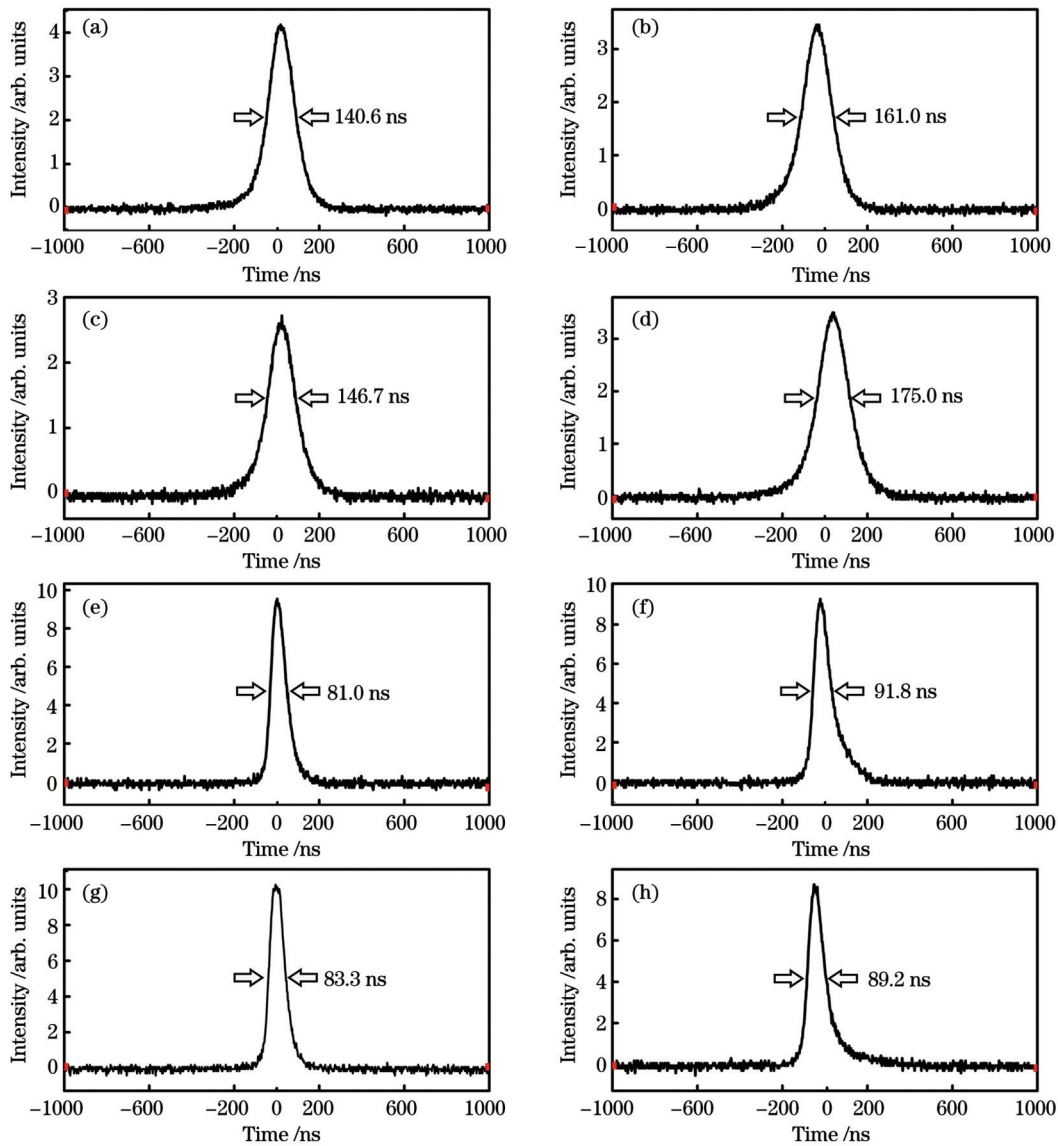 (a)
4
3
2
1
0
Intensity /arb. units
140.6 ns
−1000 −600 −200 0 200 600 1000
Time /ns
(b)
3
2
1
0
Intensity /arb. units
161.0 ns
−1000 −600 −200 0 200 600 1000
Time /ns
(c)
3
2
1
0
Intensity /arb. units
146.7 ns
−1000 −600 −200 0 200 600 1000
Time /ns
(d)
3
2
1
0
Intensity /arb. units
175.0 ns
−1000 −600 −200 0 200 600 1000
Time /ns
(e)
10
8
6
4
2
0
Intensity /arb. units
81.0 ns
−1000 −600 −200 0 200 600 1000
Time /ns
(f)
10
8
6
4
2
0
Intensity /arb. units
91.8 ns
−1000 −600 −200 0 200 600 1000
Time /ns
(g)
10
8
6
4
2
0
Intensity /arb. units
83.3 ns
−1000 −600 −200 0 200 600 1000
Time /ns
(h)
8
6
4
2
0
Intensity /arb. units
89.2 ns
−1000 −600 −200 0 200 600 1000
Time /ns